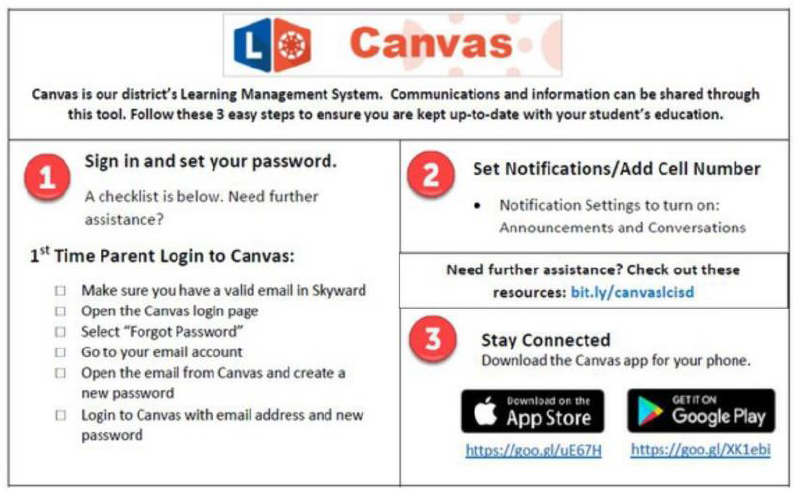 L Canvas
Canvas is our district's Learning Management System. Communications and information can be shared through
this tool. Follow these 3 easy steps to ensure you are kept up-to-date with your student's education.
1
Sign in and set your password.
A checklist is below. Need further
assistance?
1st Time Parent Login to Canvas:
☐ Make sure you have a valid email in Skyward
☐ Open the Canvas login page
☐ Select "Forgot Password"
☐ Go to your email account
☐ Open the email from Canvas and create a
new password
☐ Login to Canvas with email address and new
password
2
Set Notifications/Add Cell Number
• Notification Settings to turn on:
Announcements and Conversations
Need further assistance? Check out these
resources: bit.ly/canvaslcisd
3
Stay Connected
Download the Canvas app for your phone.
Download on the
App Store
GET IT ON
Google Play
https://goo.gl/uE67H
https://goo.gl/XK1ebi